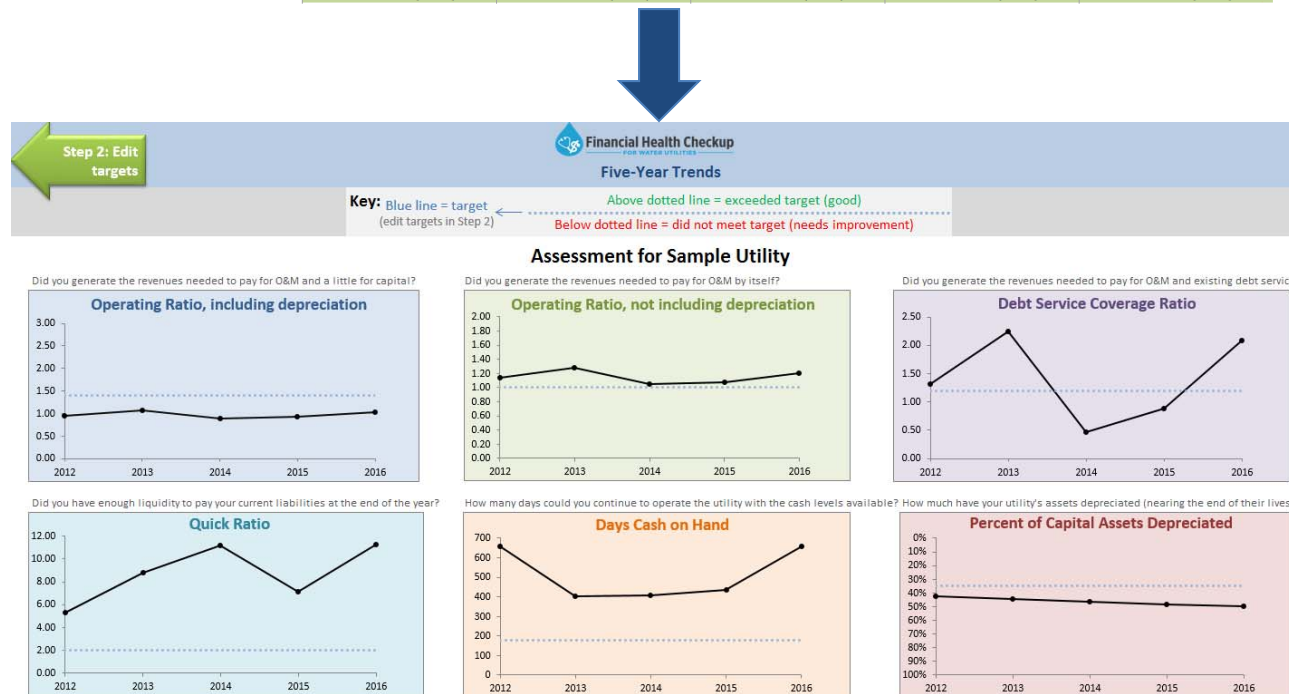 Step 2: Edit
targets
Financial Health Checkup
FOR WATER UTILITIES
Five-Year Trends
Key: Blue line = target
(edit targets in Step 2)
Above dotted line = exceeded target (good)
Below dotted line = did not meet target (needs improvement)
Assessment for Sample Utility
Did you generate the revenues needed to pay for O&M and a little for capital?
Operating Ratio, including depreciation
3.00
2.50
2.00
1.50
1.00
0.50
0.00
2012 2013 2014 2015 2016
Did you generate the revenues needed to pay for O&M by itself?
Operating Ratio, not including depreciation
2.00
1.80
1.60
1.40
1.20
1.00
0.80
0.60
0.40
0.20
0.00
2012 2013 2014 2015 2016
Did you generate the revenues needed to pay for O&M and existing debt servic
Debt Service Coverage Ratio
2.50
2.00
1.50
1.00
0.50
0.00
2012 2013 2014 2015 2016
Did you have enough liquidity to pay your current liabilities at the end of the year?
Quick Ratio
12.00
10.00
8.00
6.00
4.00
2.00
0.00
2012 2013 2014 2015 2016
How many days could you continue to operate the utility with the cash levels available?
Days Cash on Hand
700
600
500
400
300
200
100
0
2012 2013 2014 2015 2016
How much have your utility's assets depreciated (nearing the end of their lives
Percent of Capital Assets Depreciated
0%
10%
20%
30%
40%
50%
60%
70%
80%
90%
100%
2012 2013 2014 2015 2016